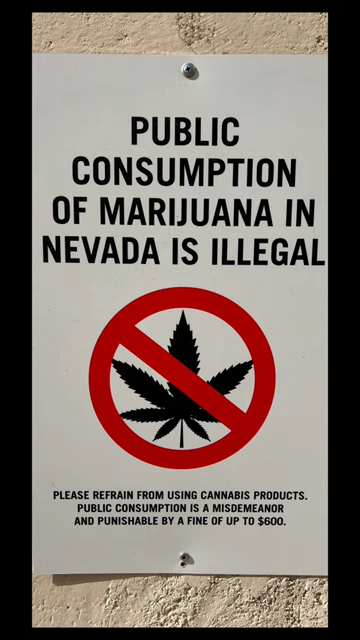 PUBLIC
CONSUMPTION
OF MARIJUANA IN
NEVADA IS ILLEGAL
PLEASE REFRAIN FROM USING CANNABIS PRODUCTS.
PUBLIC CONSUMPTION IS A MISDEMEANOR
AND PUNISHABLE BY A FINE OF UP TO $600.